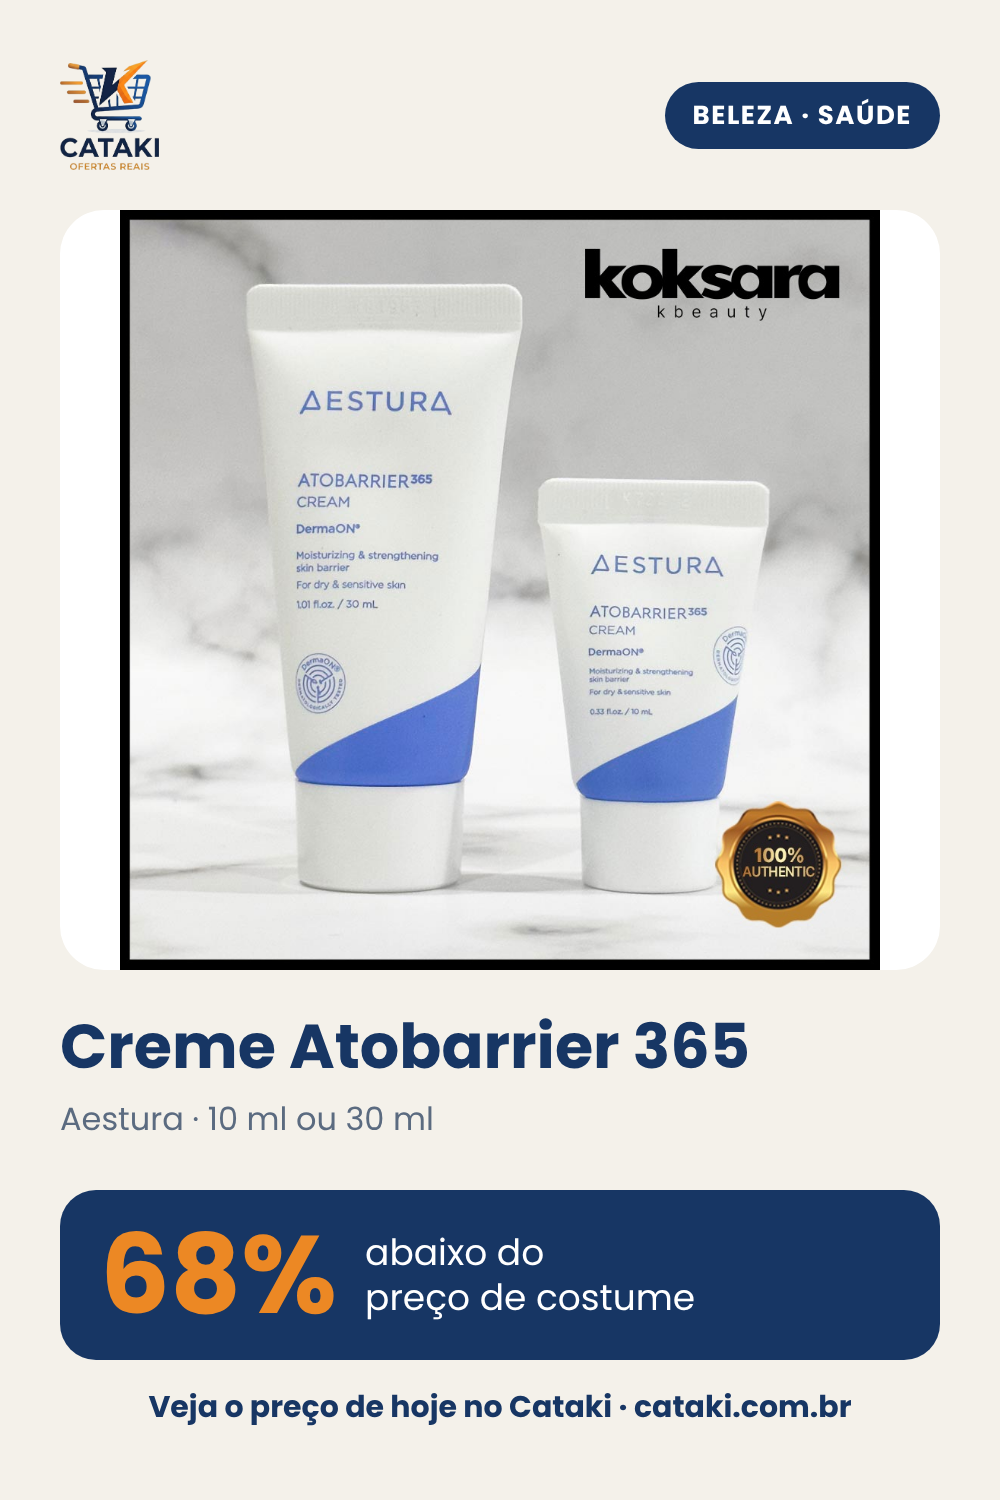 CATAKI
OFERTAS REAIS
BELEZA · SAÚDE
koksara
kbeauty
AESTURA
ATOBARRIER365
CREAM
DermaON®
Moisturizing & strengthening
skin barrier
For dry & sensitive skin
1.01 fl.oz. / 30 mL
DermaON®
DERMATOLOGICALLY TESTED
AESTURA
ATOBARRIER365
CREAM
DermaON®
Moisturizing & strengthening
skin barrier
For dry & sensitive skin
0.33 fl.oz. / 10 mL
100%
AUTHENTIC
Creme Atobarrier 365
Aestura · 10 ml ou 30 ml
68%
abaixo do
preço de costume
Veja o preço de hoje no Cataki · cataki.com.br